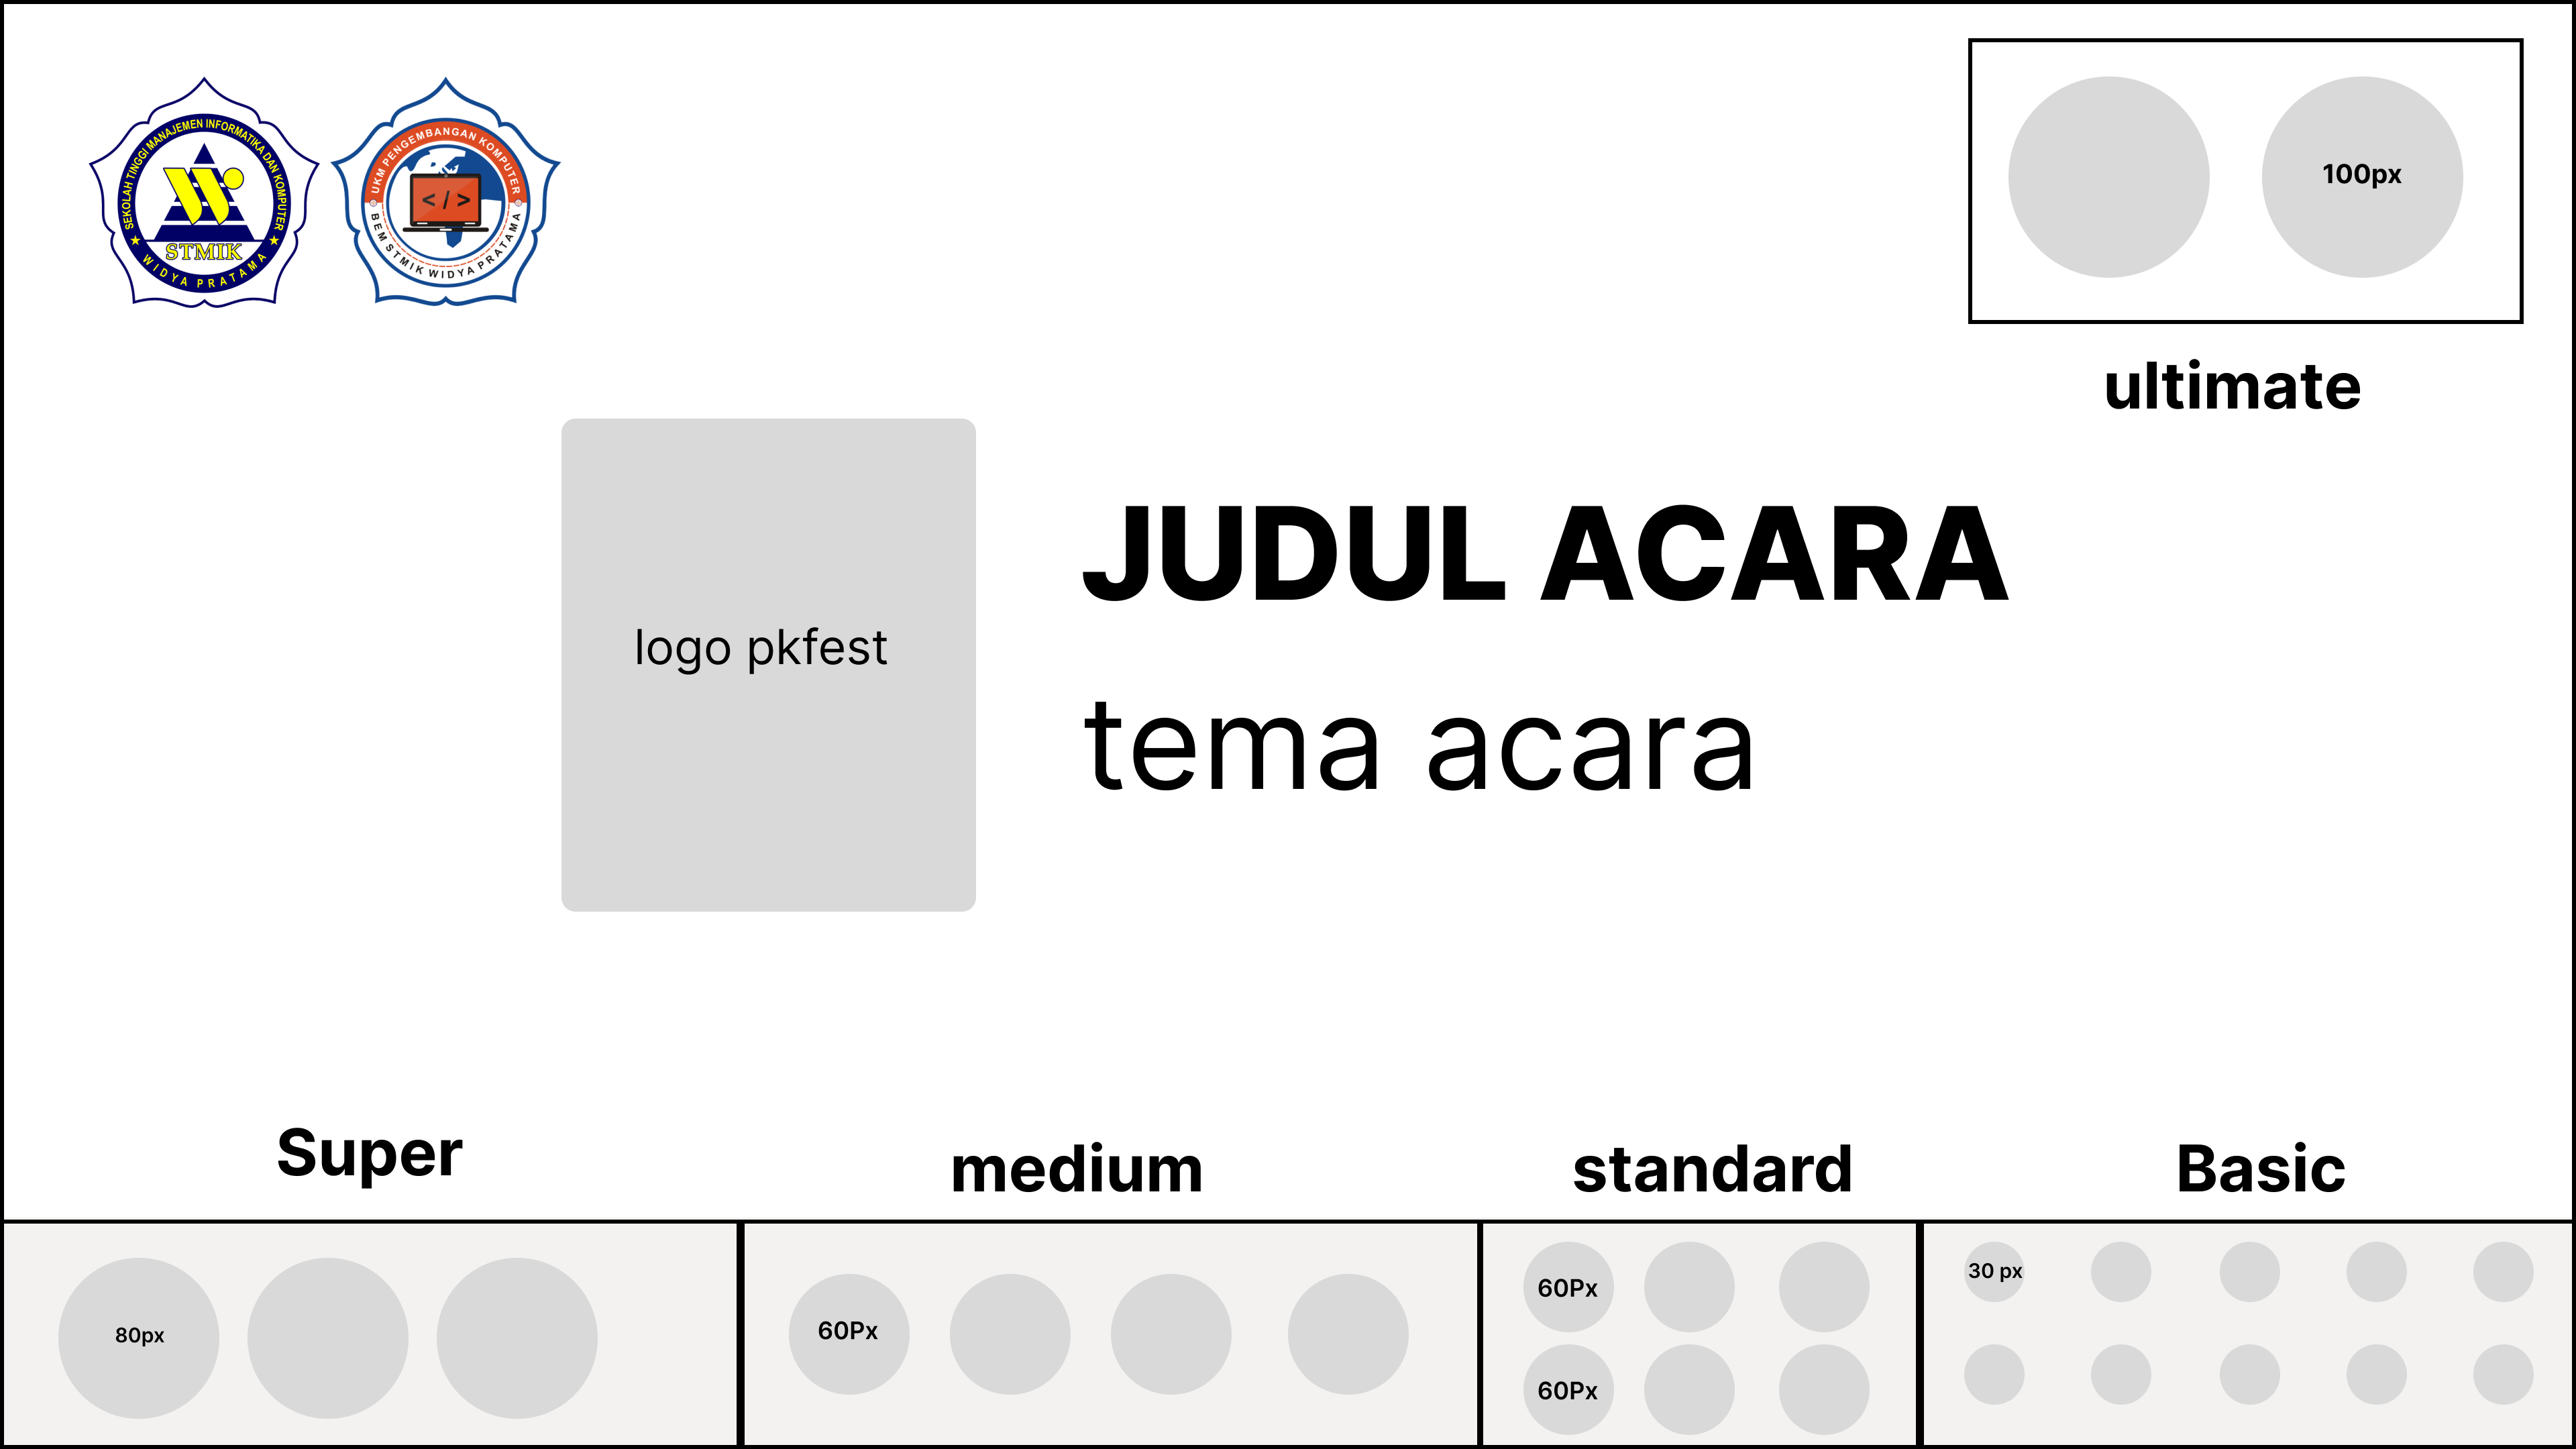 SEKOLAH TINGGI MANAJEMEN INFORMATIKA DAN KOMPUTER
STMIK
WIDYA PRATAMA
UKM PENGEMBANGAN KOMPUTER
</>
BEM STMIK WIDYA PRATAMA
100px
ultimate
JUDUL ACARA
logo pkfest
tema acara
Super
medium
standard
Basic
80px
60Px
60Px
30 px
60Px